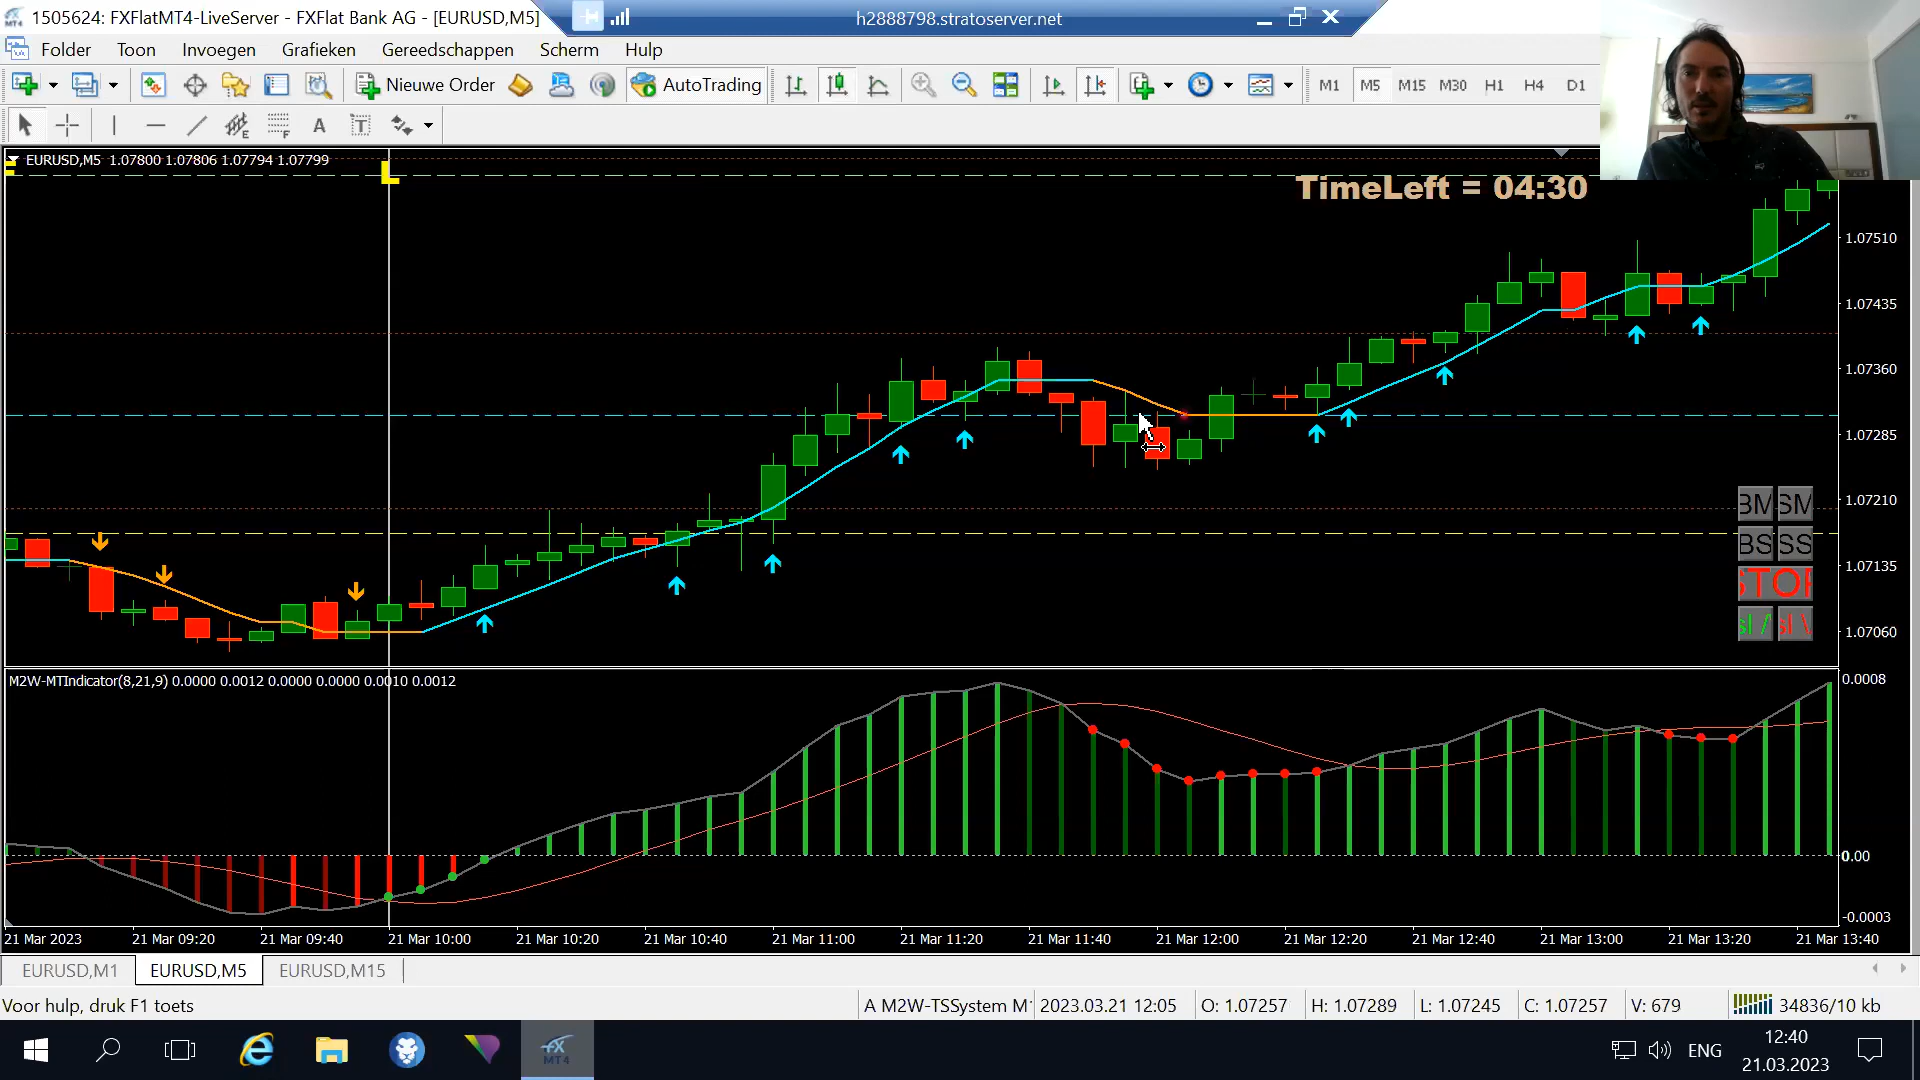 1505624: FXFlatMT4-LiveServer - FXFlat Bank AG - [EURUSD,M5]
h2888798.stratoserver.net
Folder Toon Invoegen Grafieken Gereedschappen Scherm Hulp
Nieuwe Order AutoTrading M1 M5 M15 M30 H1 H4 D1
EURUSD,M5 1.07800 1.07806 1.07794 1.07799
TimeLeft = 04:30
1.07510
1.07435
1.07360
1.07285
1.07210
1.07135
1.07060
BM SM
BS SS
STOP
sl / sl \
M2W-MTIndicator(8,21,9) 0.0000 0.0012 0.0000 0.0000 0.0010 0.0012
0.0008
0.00
-0.0003
21 Mar 2023 21 Mar 09:20 21 Mar 09:40 21 Mar 10:00 21 Mar 10:20 21 Mar 10:40 21 Mar 11:00 21 Mar 11:20 21 Mar 11:40 21 Mar 12:00 21 Mar 12:20 21 Mar 12:40 21 Mar 13:00 21 Mar 13:20 21 Mar 13:40
EURUSD,M1 EURUSD,M5 EURUSD,M15
Voor hulp, druk F1 toets
A M2W-TSSystem M 2023.03.21 12:05 O: 1.07257 H: 1.07289 L: 1.07245 C: 1.07257 V: 679 34836/10 kb
FX MT4
ENG
12:40
21.03.2023